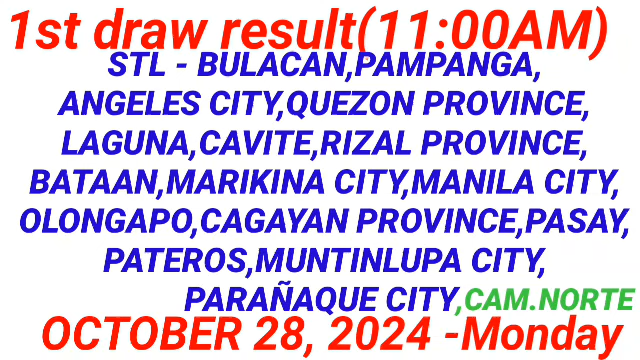 1st draw result(11:00AM)
STL - BULACAN,PAMPANGA,
ANGELES CITY,QUEZON PROVINCE,
LAGUNA,CAVITE,RIZAL PROVINCE,
BATAAN,MARIKINA CITY,MANILA CITY,
OLONGAPO,CAGAYAN PROVINCE,PASAY,
PATEROS,MUNTINLUPA CITY,
PARAÑAQUE CITY,CAM.NORTE
OCTOBER 28, 2024 -Monday